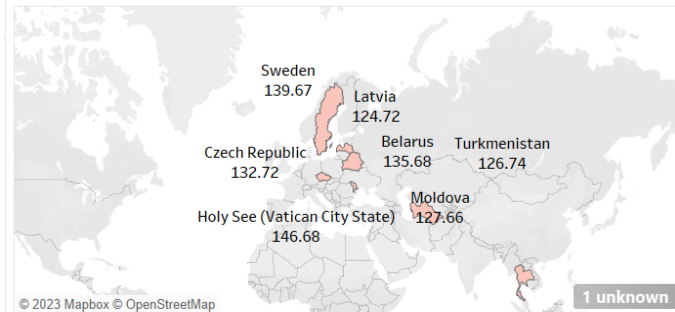 Sweden
139.67
Latvia
124.72
Belarus
135.68
Turkmenistan
126.74
Czech Republic
132.72
Moldova
127.66
Holy See (Vatican City State)
146.68
© 2023 Mapbox © OpenStreetMap
1 unknown